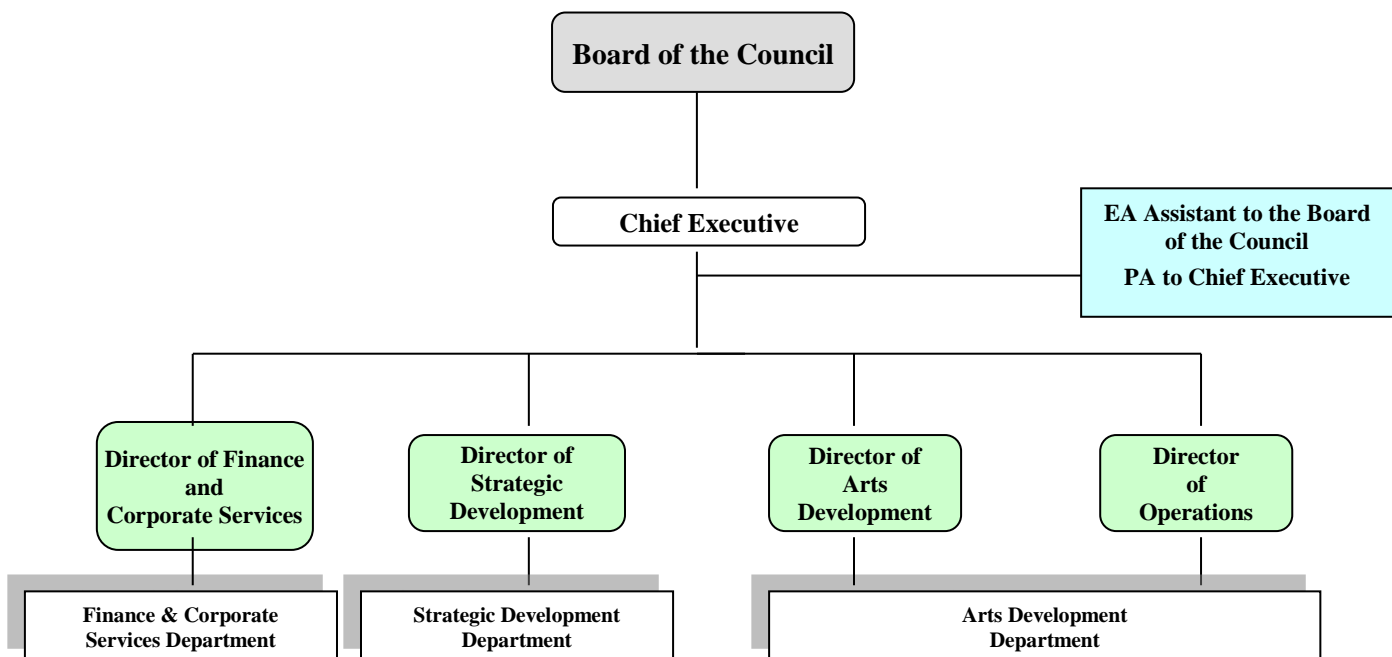 Board of the Council
Chief Executive
EA Assistant to the Board
of the Council
PA to Chief Executive
Director of Finance
and
Corporate Services
Director of
Strategic
Development
Director of
Arts
Development
Director
of
Operations
Finance & Corporate
Services Department
Strategic Development
Department
Arts Development
Department